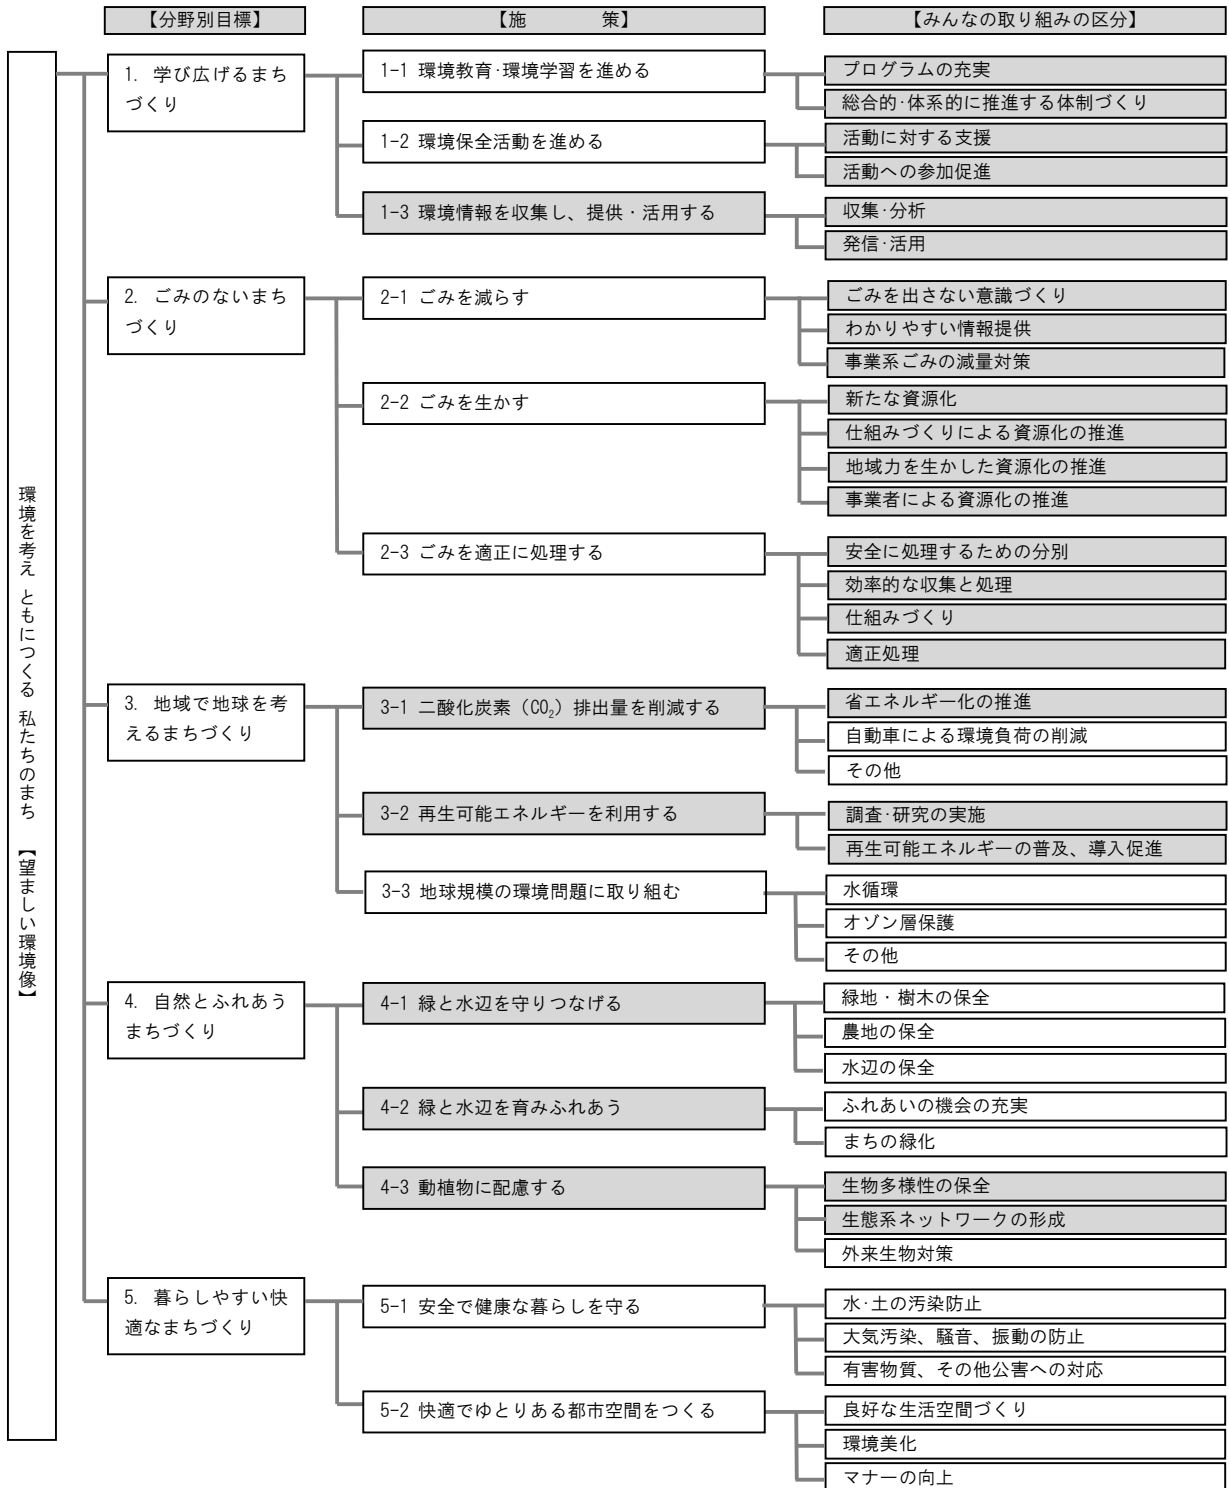 【分野別目標】
【施　　　策】
【みんなの取り組みの区分】
環境を考え ともにつくる 私たちのまち 【望ましい環境像】
1. 学び広げるまち
づくり
1-1 環境教育･環境学習を進める
プログラムの充実
総合的･体系的に推進する体制づくり
1-2 環境保全活動を進める
活動に対する支援
活動への参加促進
1-3 環境情報を収集し、提供・活用する
収集･分析
発信･活用
2. ごみのないまち
づくり
2-1 ごみを減らす
ごみを出さない意識づくり
わかりやすい情報提供
事業系ごみの減量対策
2-2 ごみを生かす
新たな資源化
仕組みづくりによる資源化の推進
地域力を生かした資源化の推進
事業者による資源化の推進
2-3 ごみを適正に処理する
安全に処理するための分別
効率的な収集と処理
仕組みづくり
適正処理
3. 地域で地球を考
えるまちづくり
3-1 二酸化炭素（CO₂）排出量を削減する
省エネルギー化の推進
自動車による環境負荷の削減
その他
3-2 再生可能エネルギーを利用する
調査･研究の実施
再生可能エネルギーの普及、導入促進
3-3 地球規模の環境問題に取り組む
水循環
オゾン層保護
その他
4. 自然とふれあう
まちづくり
4-1 緑と水辺を守りつなげる
緑地・樹木の保全
農地の保全
水辺の保全
4-2 緑と水辺を育みふれあう
ふれあいの機会の充実
まちの緑化
4-3 動植物に配慮する
生物多様性の保全
生態系ネットワークの形成
外来生物対策
5. 暮らしやすい快
適なまちづくり
5-1 安全で健康な暮らしを守る
水･土の汚染防止
大気汚染、騒音、振動の防止
有害物質、その他公害への対応
5-2 快適でゆとりある都市空間をつくる
良好な生活空間づくり
環境美化
マナーの向上